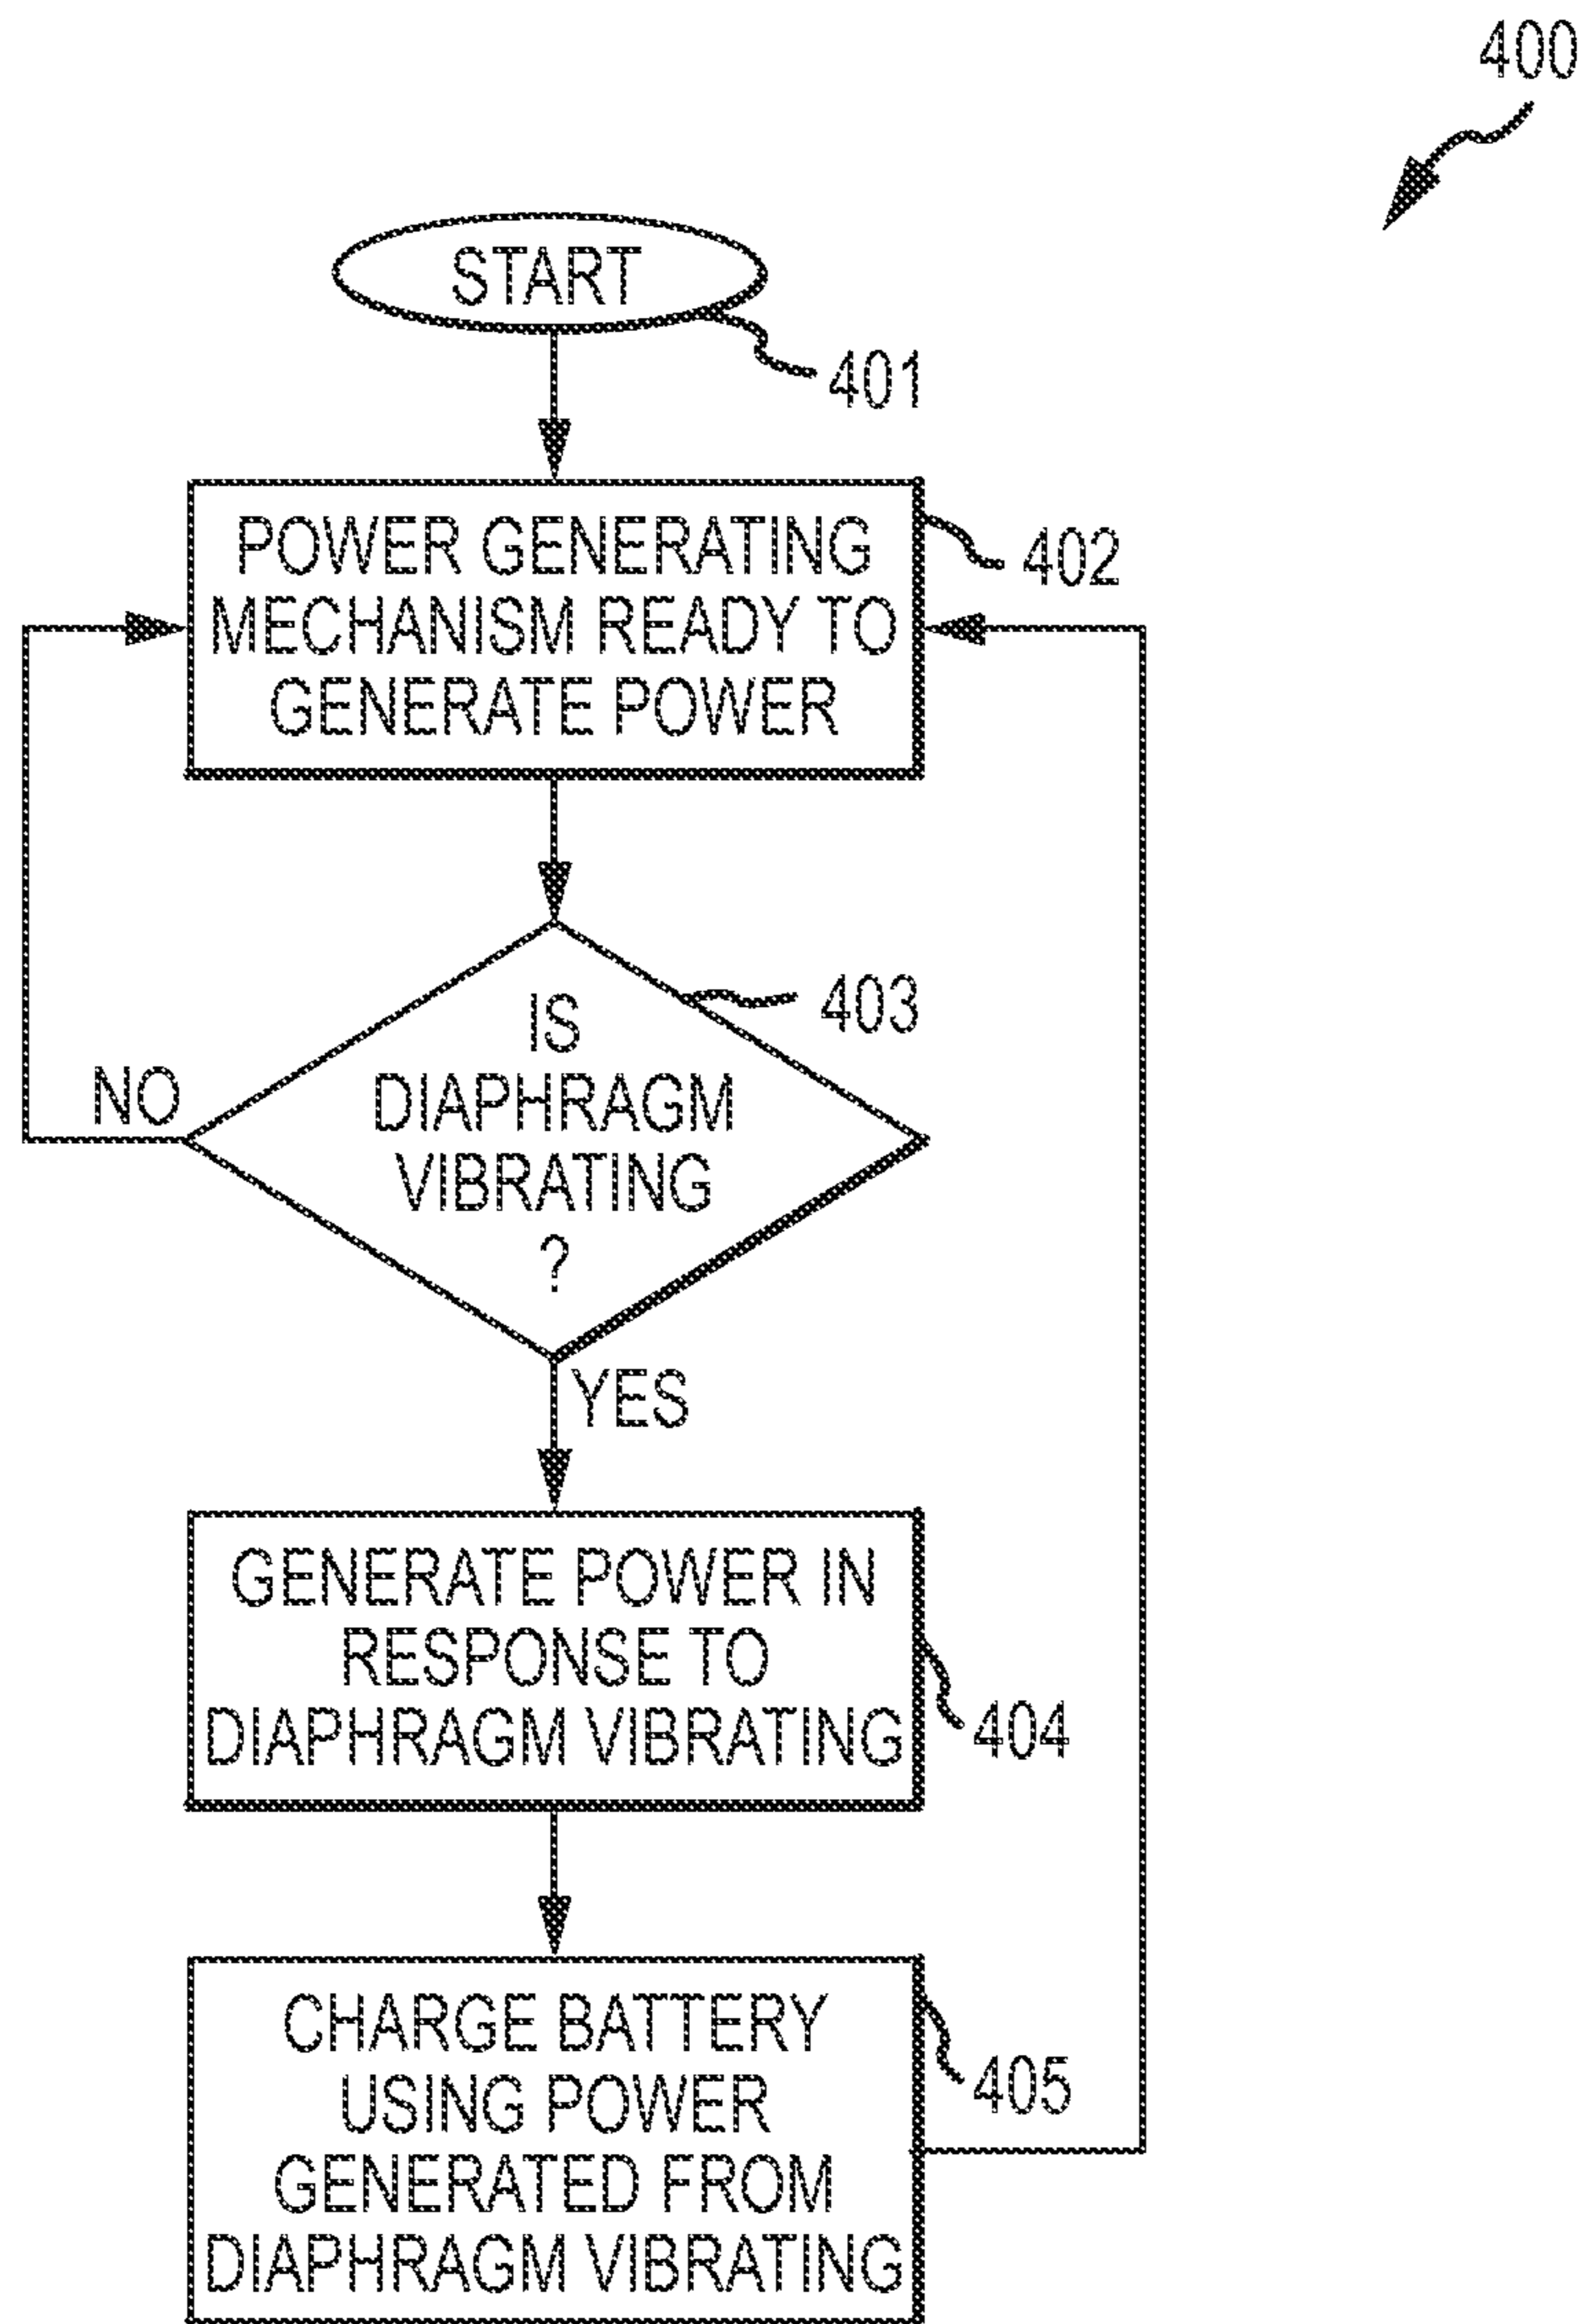 400
START
401
POWER GENERATING
MECHANISM READY TO
GENERATE POWER
402
IS
DIAPHRAGM
VIBRATING
?
403
NO
YES
GENERATE POWER IN
RESPONSE TO
DIAPHRAGM VIBRATING
404
CHARGE BATTERY
USING POWER
GENERATED FROM
DIAPHRAGM VIBRATING
405